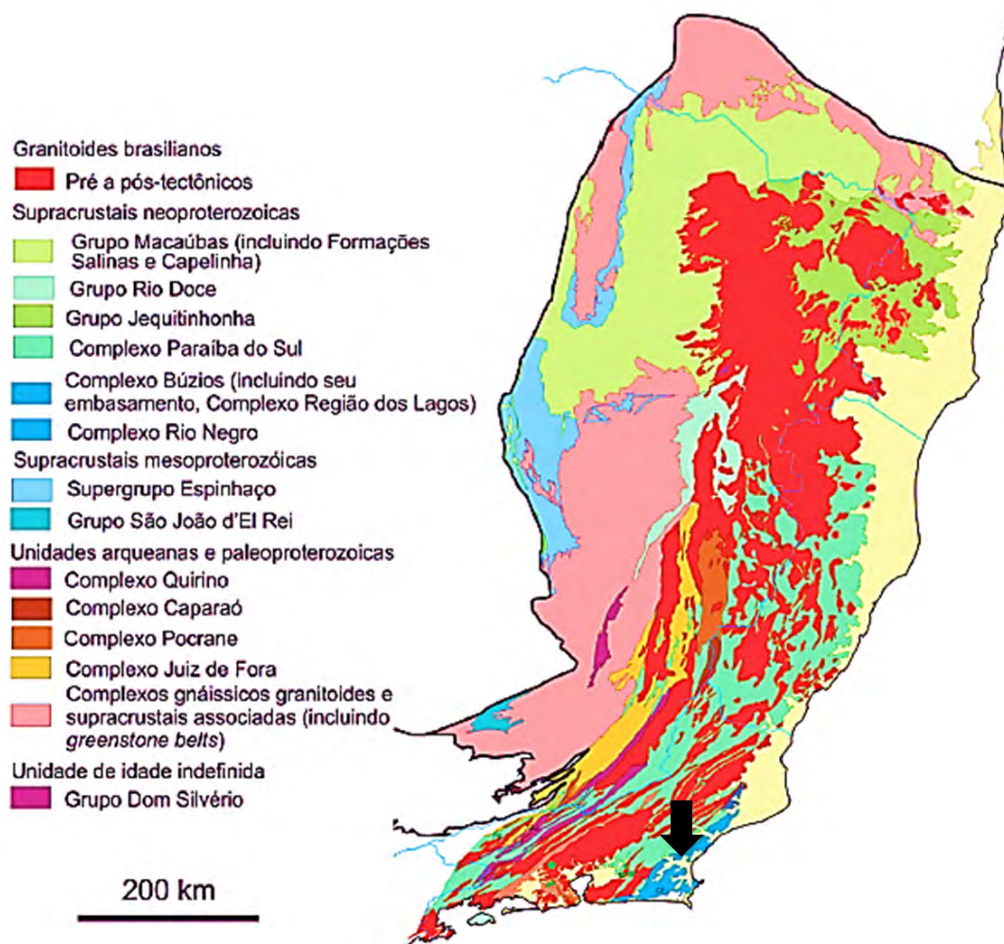 Granitoides brasilianos
Pré a pós-tectônicos
Supracrustais neoproterozoicas
Grupo Macaúbas (incluindo Formações
Salinas e Capelinha)
Grupo Rio Doce
Grupo Jequitinhonha
Complexo Paraíba do Sul
Complexo Búzios (incluindo seu
embasamento, Complexo Região dos Lagos)
Complexo Rio Negro
Supracrustais mesoproterozóicas
Supergrupo Espinhaço
Grupo São João d'El Rei
Unidades arqueanas e paleoproterozoicas
Complexo Quirino
Complexo Caparaó
Complexo Pocrane
Complexo Juiz de Fora
Complexos gnáissicos granitoides e
supracrustais associadas (incluindo
greenstone belts)
Unidade de idade indefinida
Grupo Dom Silvério
200 km